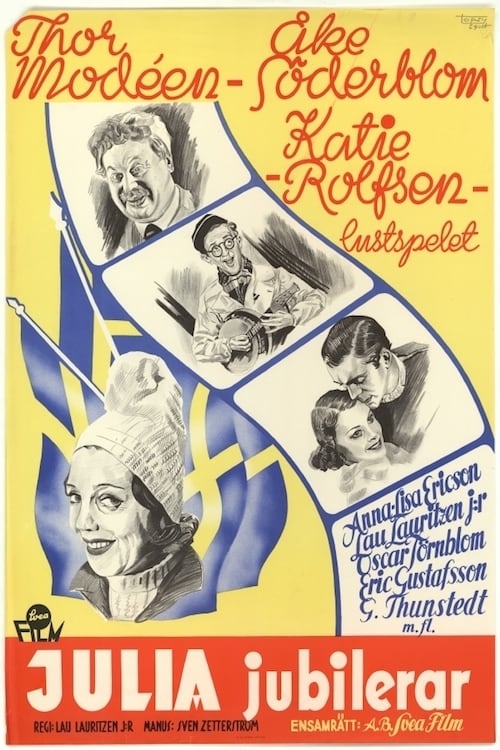 Thor Åke
Modéen - Söderblom
Katie
- Rolfsen -
lustspelet
Anna-Lisa Ericson
Lau Lauritzen j:r
Oscar Törnblom
Eric Gustafsson
G. Thunstedt
m. fl.
Svea
FILM
JULIA jubilerar
REGI: LAU LAURITZEN J:R MANUS: SVEN ZETTERSTRÖM ENSAMRÄTT: A.B. Svea Film